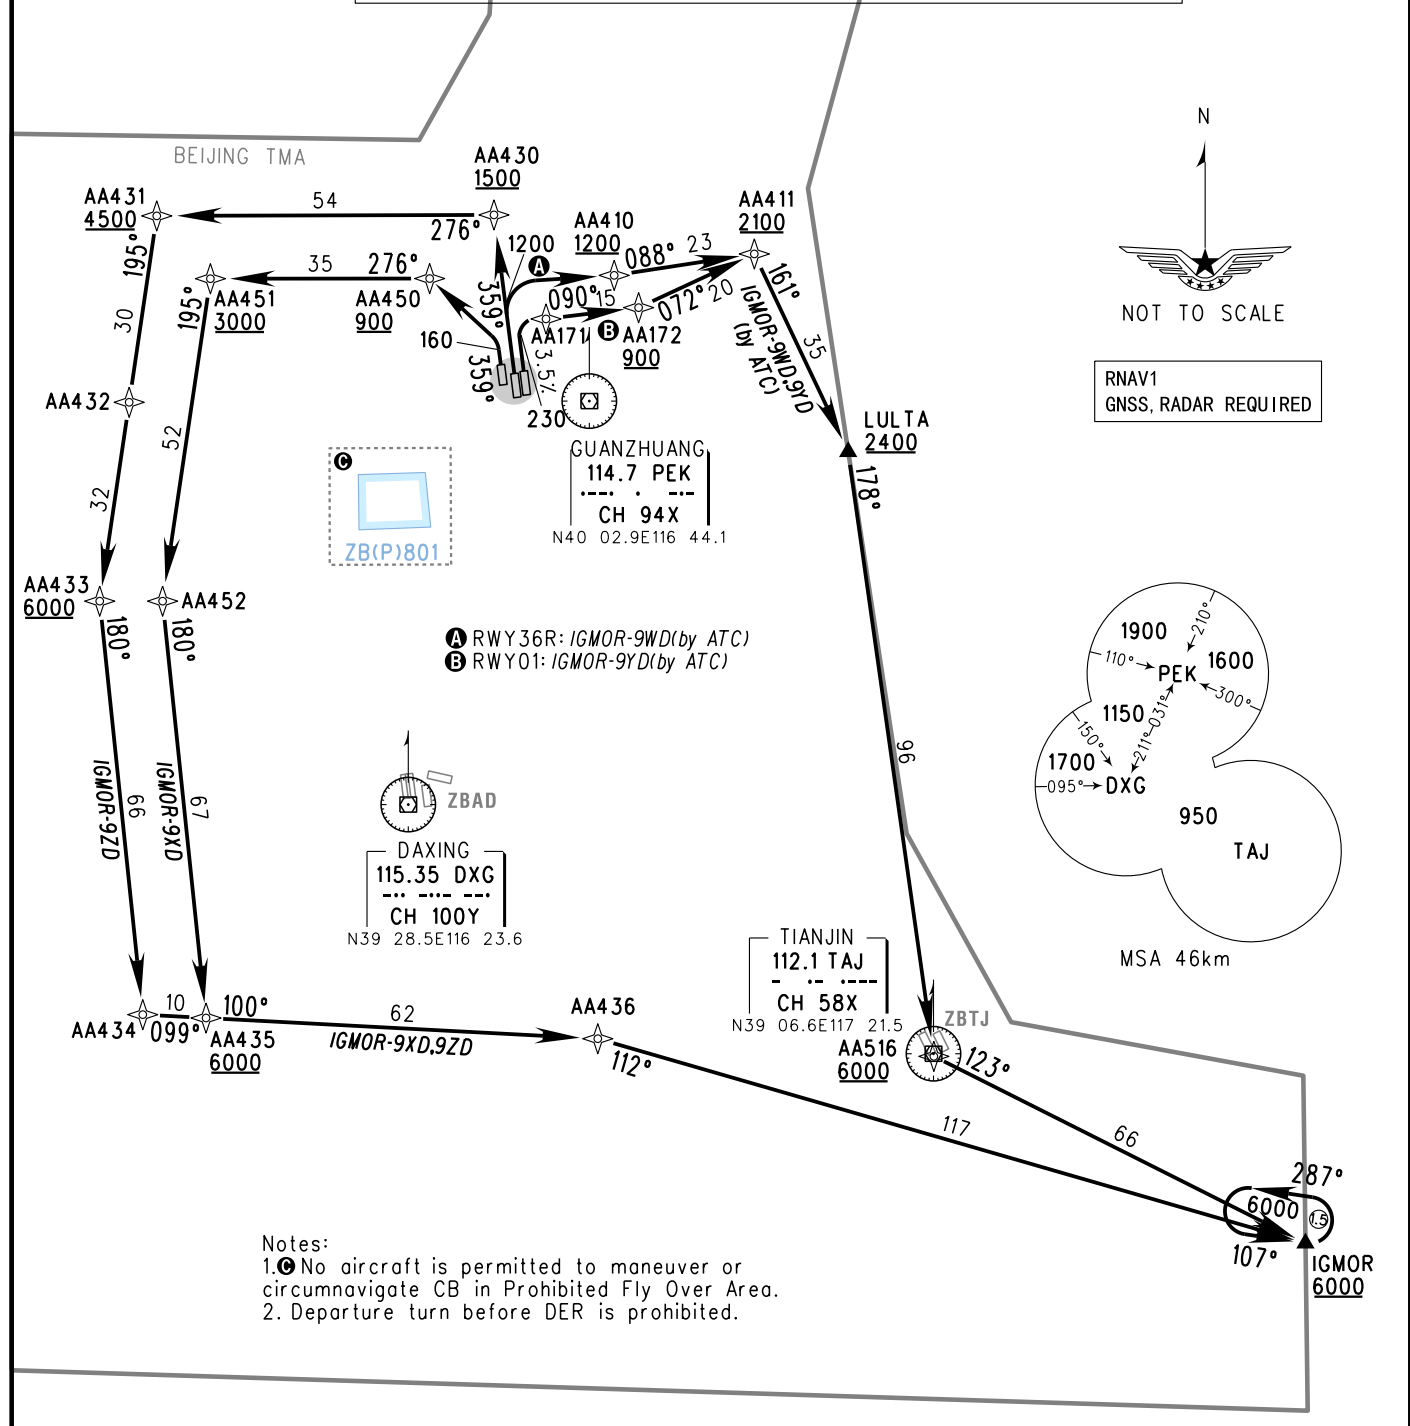 BEIJING TMA
N
NOT TO SCALE
RNAV1
GNSS, RADAR REQUIRED
AA430
1500
AA431
4500
54
276°
195°
30
AA432
32
AA433
6000
180°
66
IGMOR-9ZD
AA434
10
099°
35
276°
AA450
900
AA451
3000
195°
52
AA452
180°
67
IGMOR-9XD
160
359°
359°
1200
A
AA410
1200
088°
23
AA411
2100
090°
15
AA171
B
AA172
900
072°
20
3.5%
230
161°
35
IGMOR-9WD,9YD
(by ATC)
LULTA
2400
178°
96
GUANZHUANG
114.7 PEK
·--· · -·-
CH 94X
N40 02.9E116 44.1
C
ZB(P)801
A RWY36R: IGMOR-9WD(by ATC)
B RWY01: IGMOR-9YD(by ATC)
ZBAD
DAXING
115.35 DXG
-·· -··- --·
CH 100Y
N39 28.5E116 23.6
1900
210°
110°
PEK
1600
300°
1150
031°
150°
211°
1700
095°
DXG
950
TAJ
MSA 46km
TIANJIN
112.1 TAJ
- ·- ·---
CH 58X
N39 06.6E117 21.5
ZBTJ
AA516
6000
123°
66
100°
AA435
6000
62
IGMOR-9XD,9ZD
AA436
112°
117
287°
6000
1.5
107°
IGMOR
6000
Notes:
1.C No aircraft is permitted to maneuver or
circumnavigate CB in Prohibited Fly Over Area.
2. Departure turn before DER is prohibited.